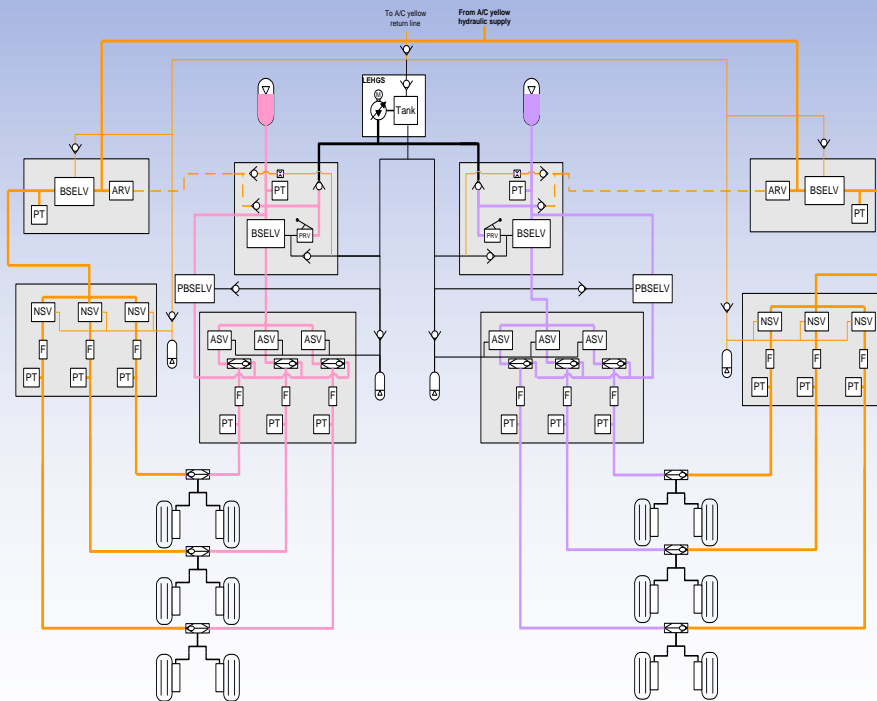 To A/C yellow
return line
From A/C yellow
hydraulic supply
LEHGS
M
Tank
BSELV
ARV
PT
PT
BSELV
PRV
PT
PRV
BSELV
ARV
BSELV
PT
PBSELV
PBSELV
NSV
NSV
NSV
F
F
F
PT
PT
PT
ASV
ASV
ASV
F
F
F
PT
PT
PT
ASV
ASV
ASV
F
F
F
PT
PT
PT
NSV
NSV
NSV
F
F
F
PT
PT
PT